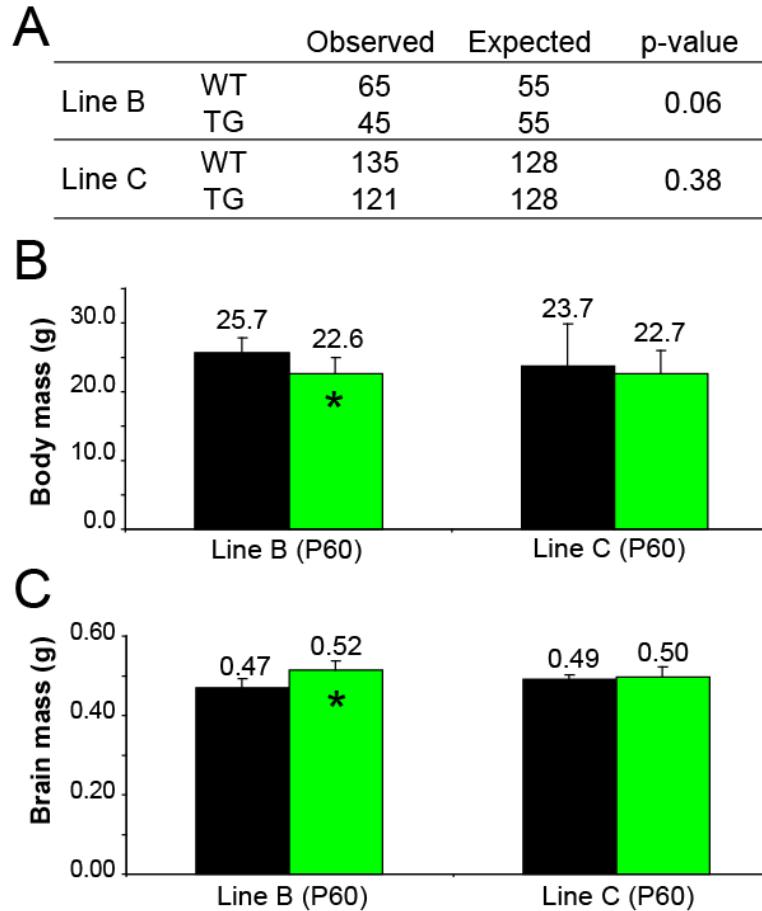 A
Observed Expected p-value
Line B WT 65 55 0.06
TG 45 55
Line C WT 135 128 0.38
TG 121 128
B
Body mass (g)
30.0
20.0
10.0
0.0
25.7 22.6 23.7 22.7
*
Line B (P60) Line C (P60)
C
Brain mass (g)
0.60
0.40
0.20
0.00
0.47 0.52 0.49 0.50
*
Line B (P60) Line C (P60)